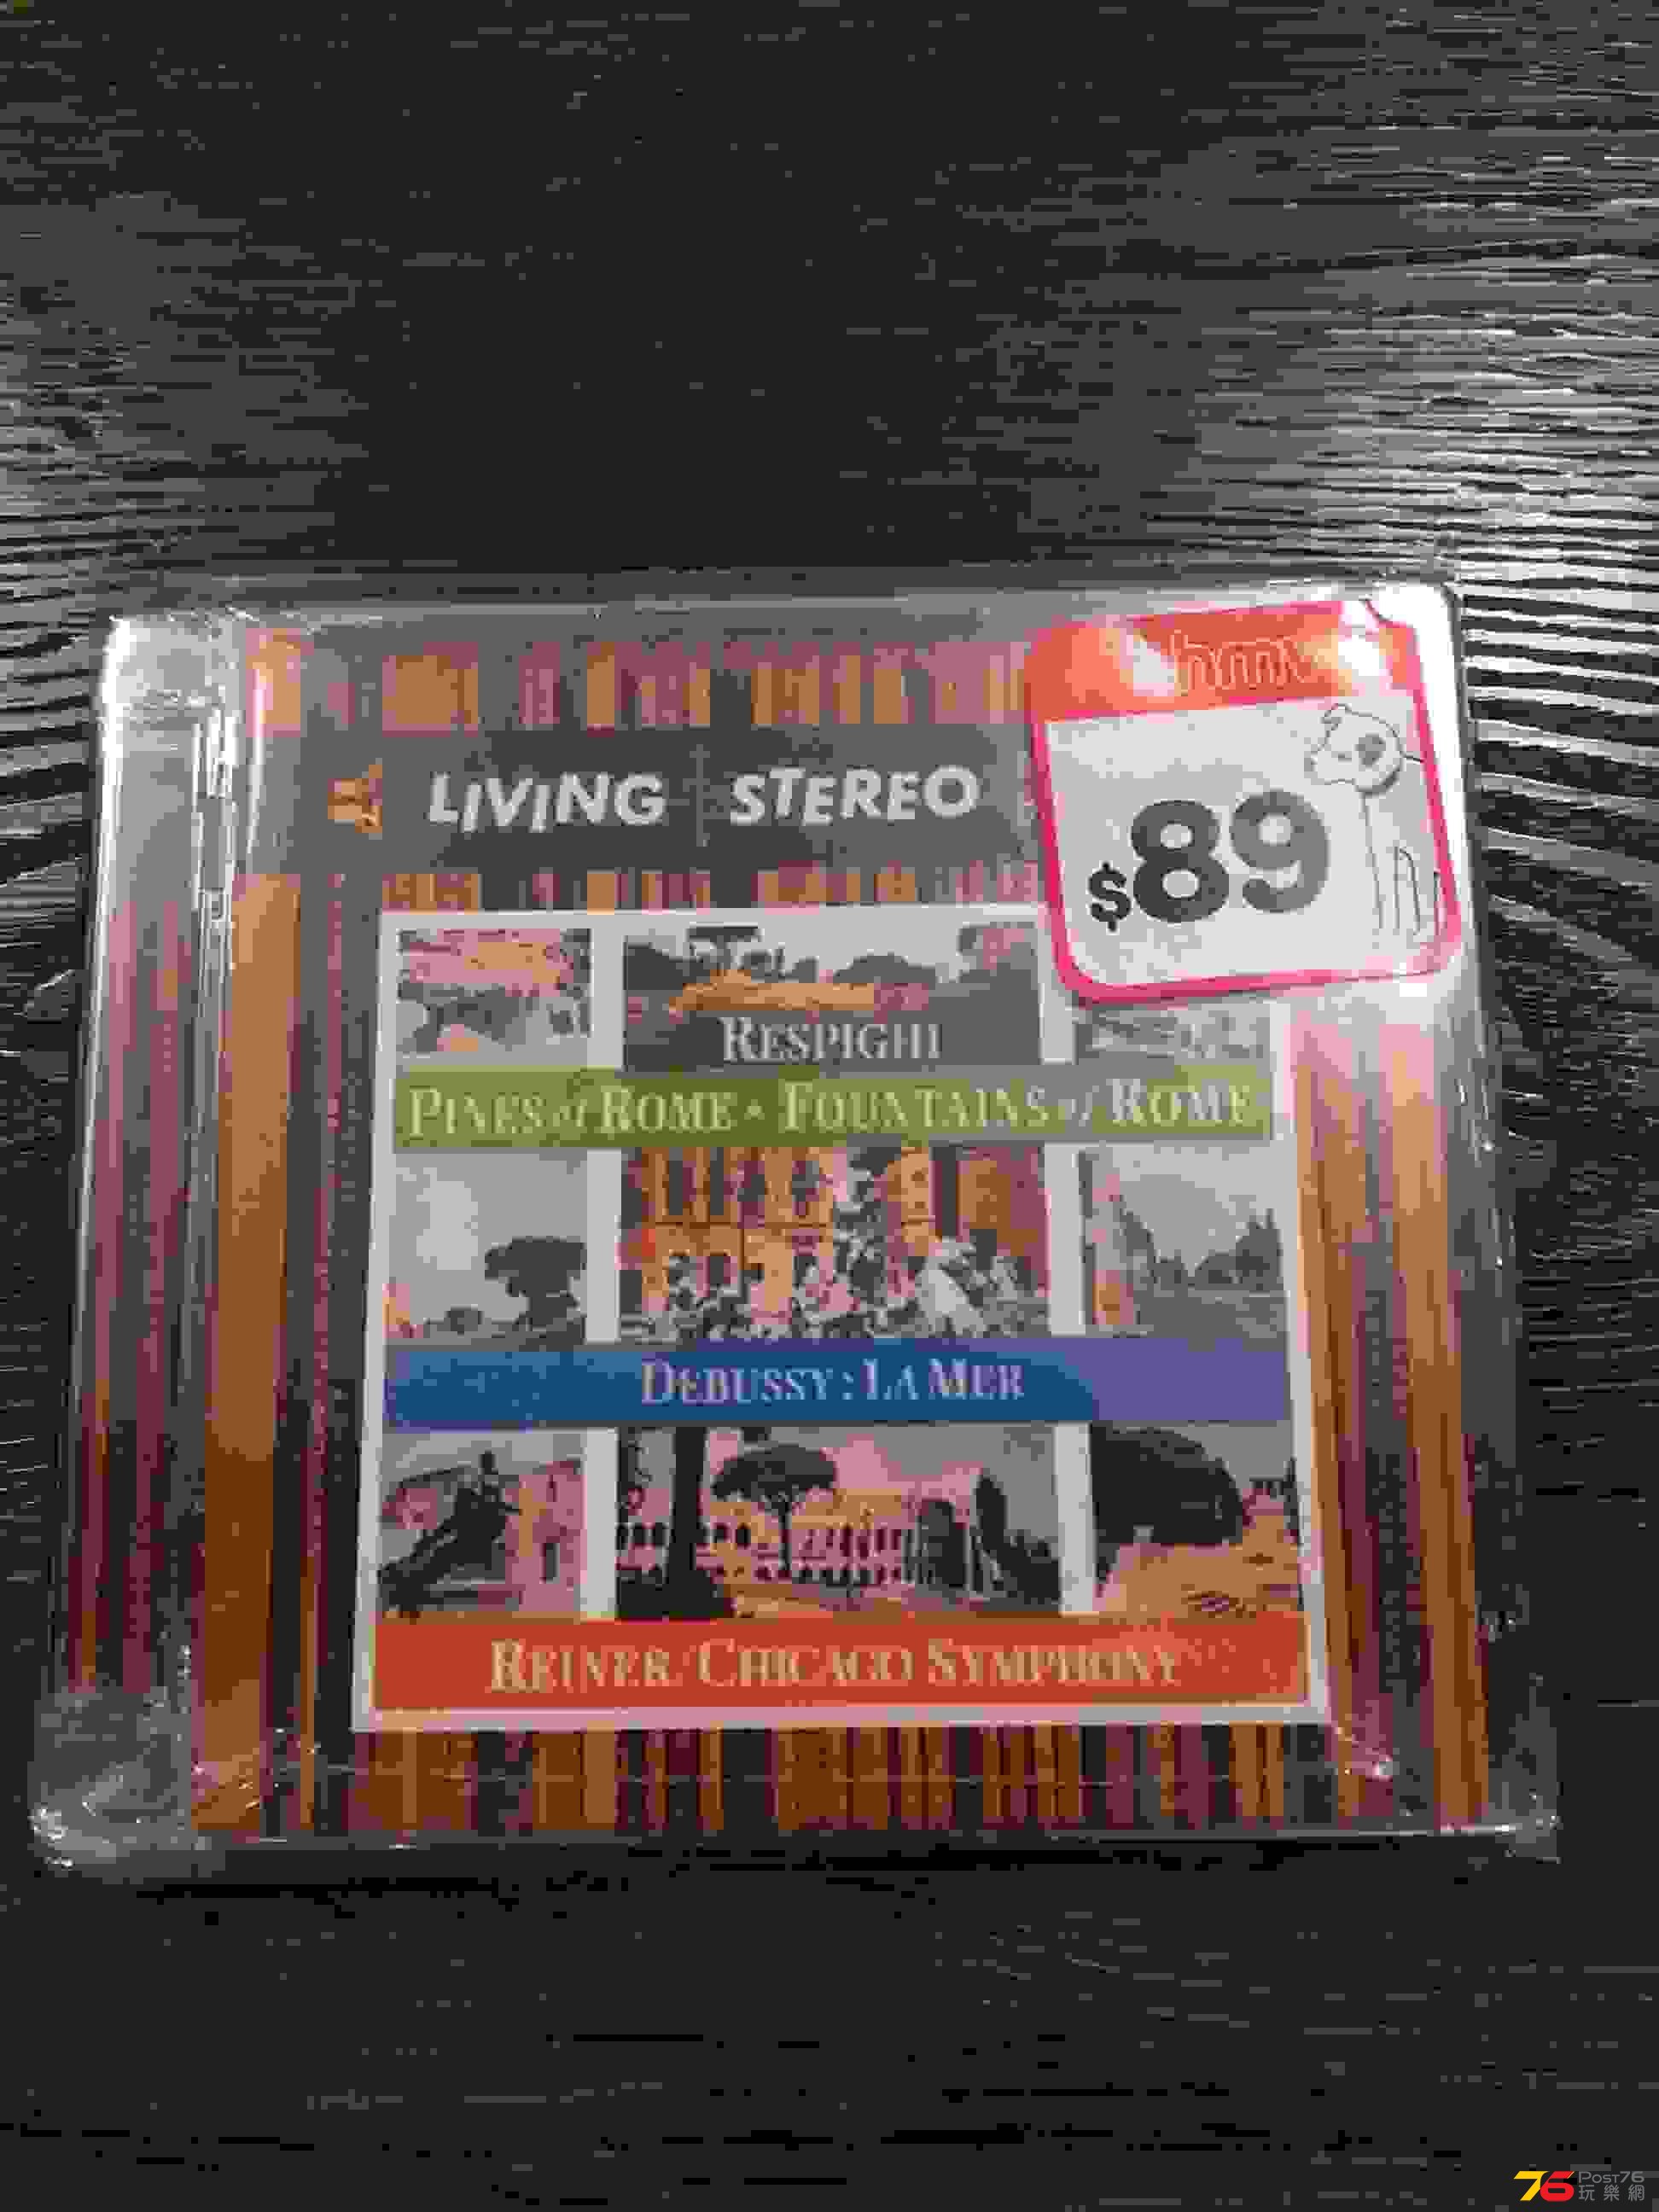 hmv
$89
LIVING STEREO
RESPIGHI
PINES of ROME • FOUNTAINS of ROME
DEBUSSY: LA MER
REINER/CHICAGO SYMPHONY
76 POST76
玩樂網